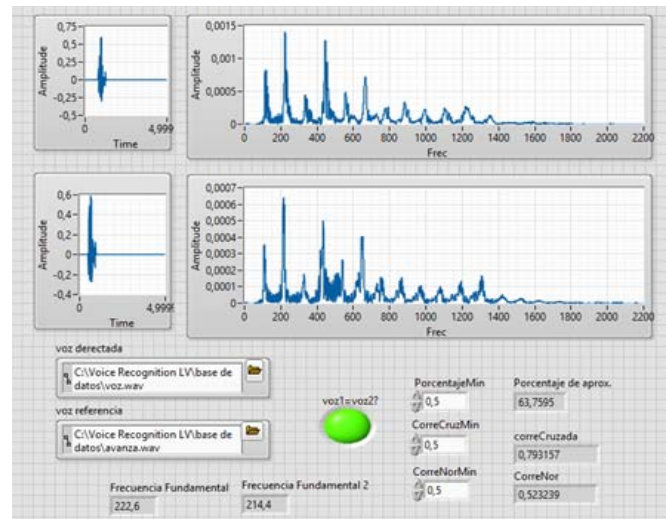 0,75
0,5
0,25
0
-0,25
-0,5
Amplitude
0
4,999
Time
0,0015
0,001
0,0005
0
Amplitude
0 200 400 600 800 1000 1200 1400 1600 1800 2000 2200
Frec
0,6
0,4
0,2
0
-0,2
-0,4
Amplitude
0
4,999
Time
0,0007
0,0006
0,0005
0,0004
0,0003
0,0002
0,0001
0
Amplitude
0 200 400 600 800 1000 1200 1400 1600 1800 2000 2200
Frec
voz derectada
C:\Voice Recognition LV\base de
datos\voz.wav
voz referencia
C:\Voice Recognition LV\base de
datos\avanza.wav
Frecuencia Fundamental
222,6
Frecuencia Fundamental 2
214,4
voz1=voz2?
PorcentajeMin
0,5
CorreCruzMin
0,5
CorreNorMin
0,5
Porcentaje de aprox.
63,7595
correCruzada
0,793157
CorreNor
0,523239